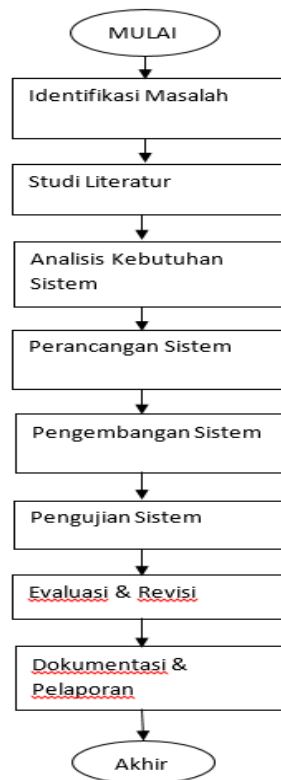 MULAI
Identifikasi Masalah
Studi Literatur
Analisis Kebutuhan
Sistem
Perancangan Sistem
Pengembangan Sistem
Pengujian Sistem
Evaluasi & Revisi
Dokumentasi &
Pelaporan
Akhir